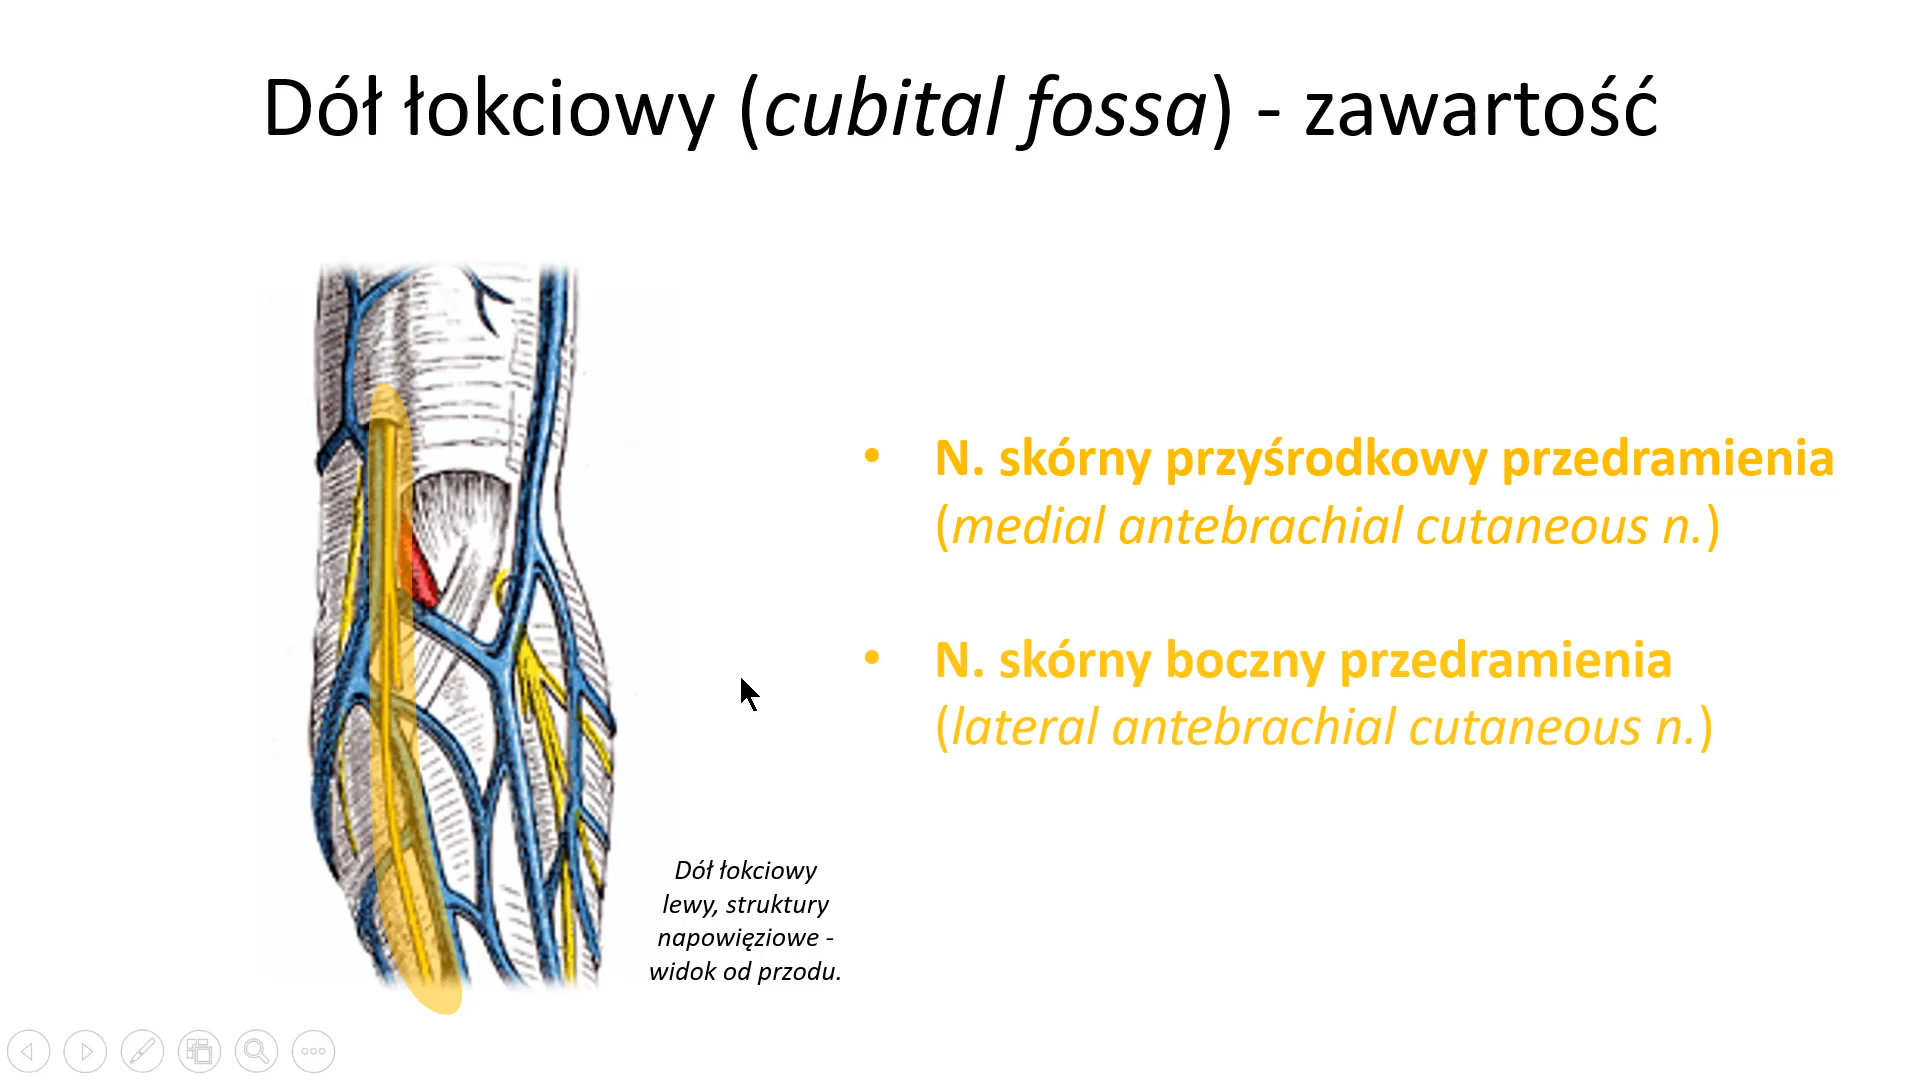 Dół łokciowy (cubital fossa) - zawartość
• N. skórny przyśrodkowy przedramienia
(medial antebrachial cutaneous n.)
• N. skórny boczny przedramienia
(lateral antebrachial cutaneous n.)
Dół łokciowy
lewy, struktury
napowięziowe -
widok od przodu.